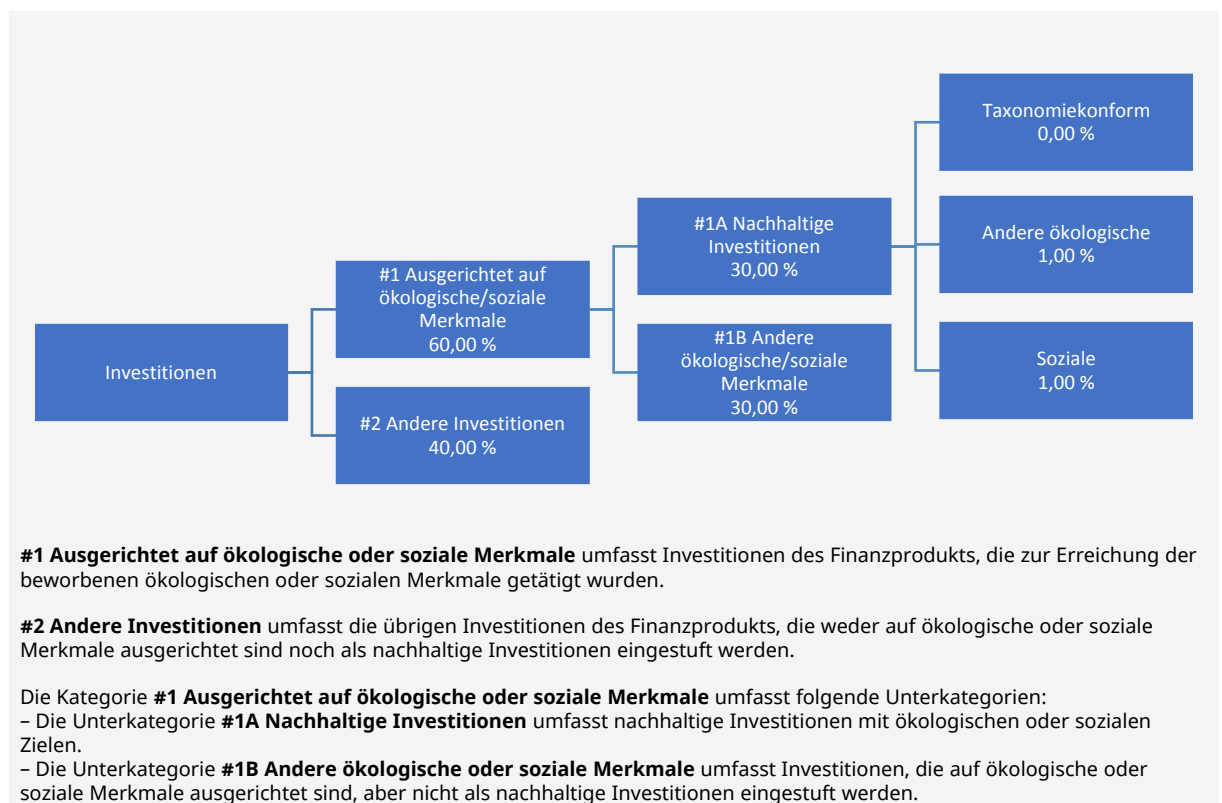 Taxonomiekonform
0,00 %
#1A Nachhaltige
Investitionen
30,00 %
Andere ökologische
1,00 %
#1 Ausgerichtet auf
ökologische/soziale
Merkmale
60,00 %
#1B Andere
ökologische/soziale
Merkmale
30,00 %
Investitionen
Soziale
1,00 %
#2 Andere Investitionen
40,00 %
#1 Ausgerichtet auf ökologische oder soziale Merkmale umfasst Investitionen des Finanzprodukts, die zur Erreichung der
beworbenen ökologischen oder sozialen Merkmale getätigt wurden.
#2 Andere Investitionen umfasst die übrigen Investitionen des Finanzprodukts, die weder auf ökologische oder soziale
Merkmale ausgerichtet sind noch als nachhaltige Investitionen eingestuft werden.
Die Kategorie #1 Ausgerichtet auf ökologische oder soziale Merkmale umfasst folgende Unterkategorien:
– Die Unterkategorie #1A Nachhaltige Investitionen umfasst nachhaltige Investitionen mit ökologischen oder sozialen
Zielen.
– Die Unterkategorie #1B Andere ökologische oder soziale Merkmale umfasst Investitionen, die auf ökologische oder
soziale Merkmale ausgerichtet sind, aber nicht als nachhaltige Investitionen eingestuft werden.